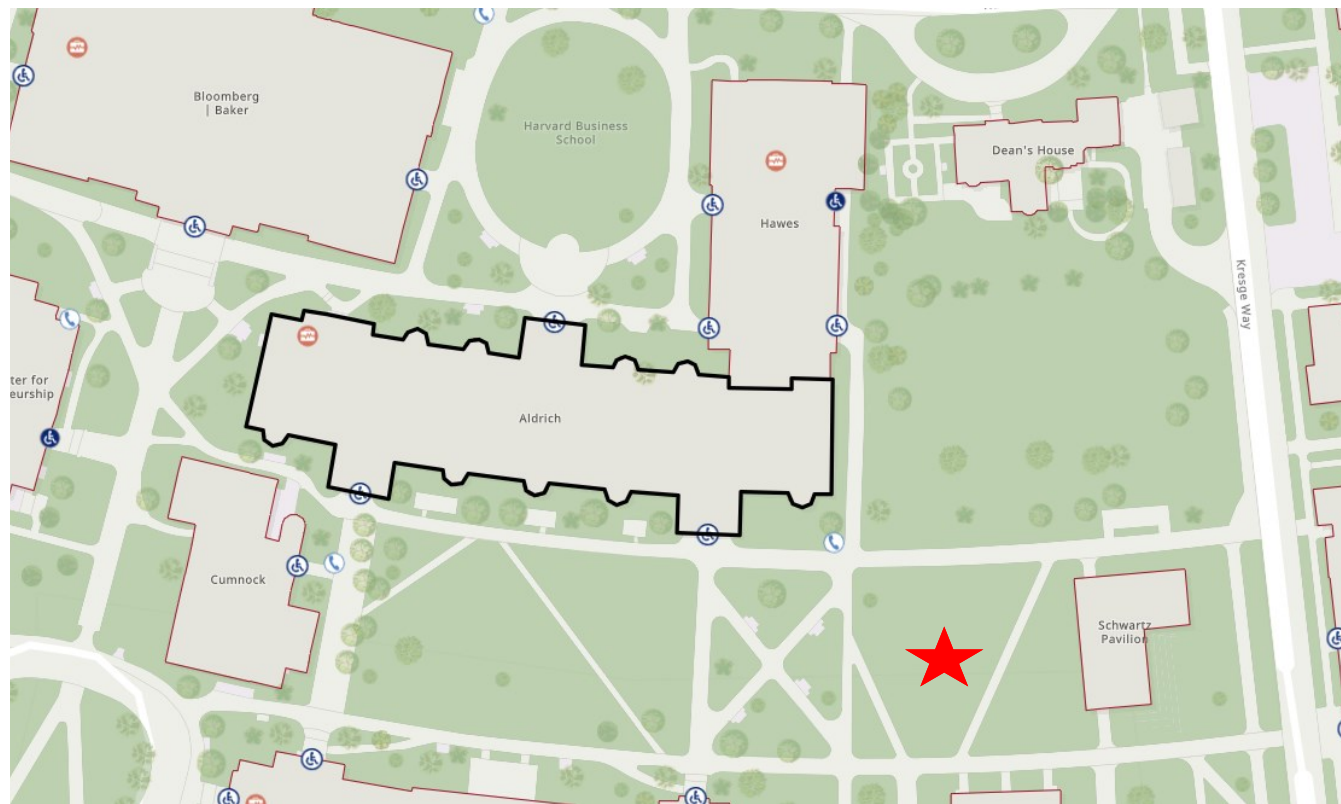 Bloomberg
| Baker
Harvard Business
School
Dean's House
Hawes
Kresge Way
ter for
eurship
Aldrich
Cumnock
Schwartz
Pavilion